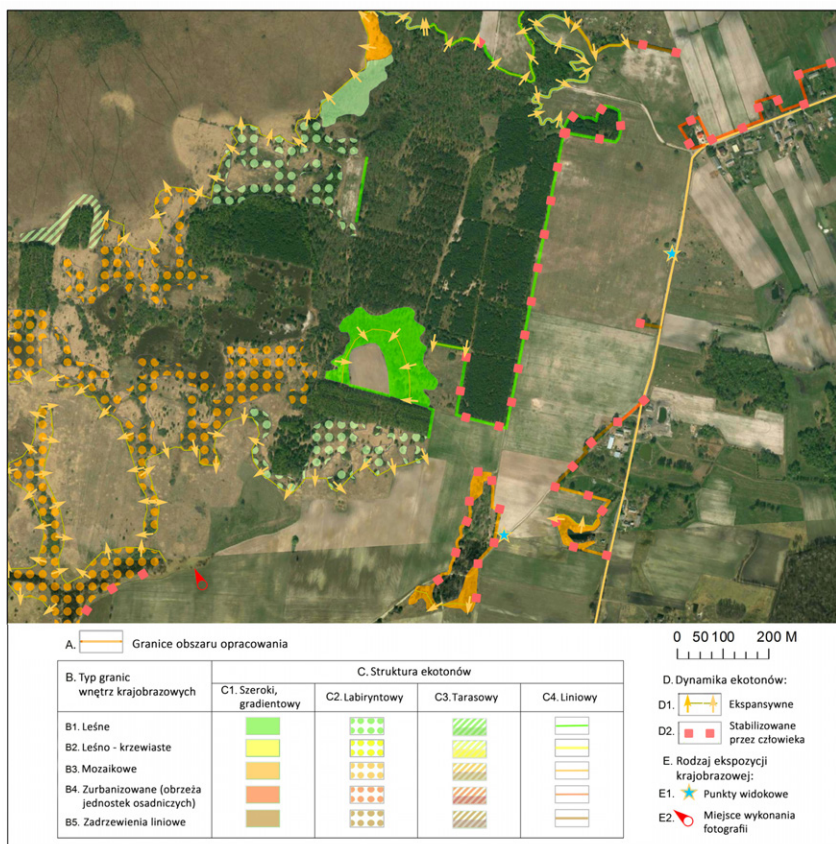 A. Granice obszaru opracowania
B. Typ granic
wnętrz krajobrazowych
C. Struktura ekotonów
C1. Szeroki,
gradientowy
C2. Labiryntowy
C3. Tarasowy
C4. Liniowy
B1. Leśne
B2. Leśno - krzewiaste
B3. Mozaikowe
B4. Zurbanizowane (obrzeża
jednostek osadniczych)
B5. Zadrzewienia liniowe
0 50 100 200 M
D. Dynamika ekotonów:
D1. Ekspansywne
D2. Stabilizowane
przez człowieka
E. Rodzaj ekspozycji
krajobrazowej:
E1. Punkty widokowe
E2. Miejsce wykonania
fotografii